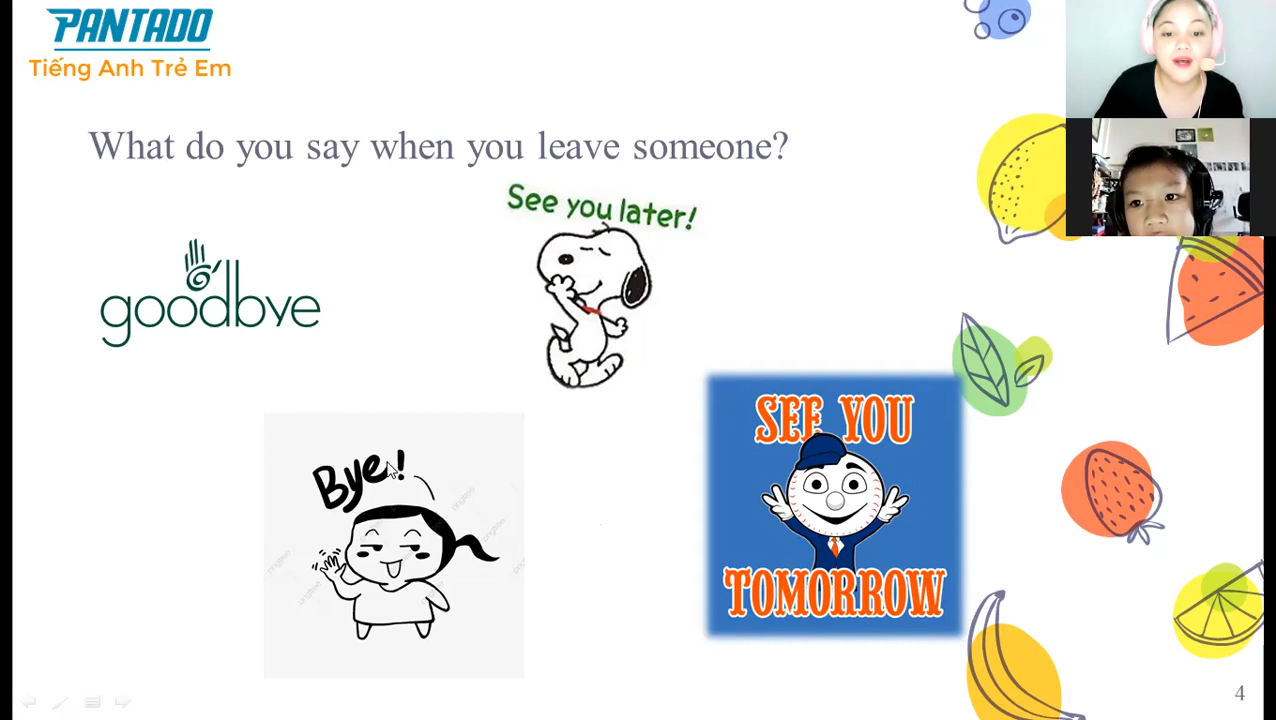 PANTADO
Tiếng Anh Trẻ Em
What do you say when you leave someone?
See you later!
goodbye
Bye!
SEE YOU
TOMORROW
4